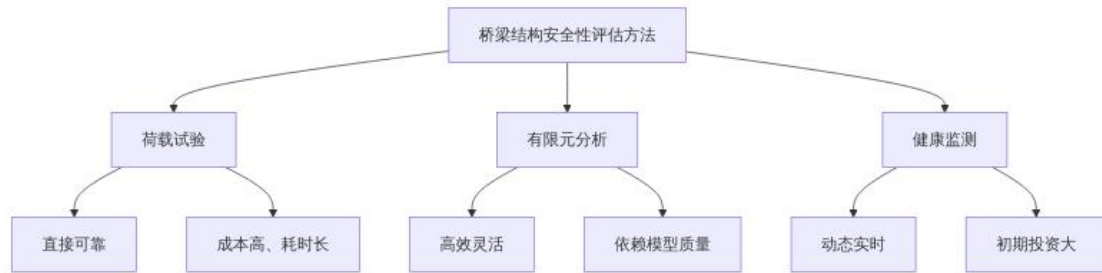 桥梁结构安全性评估方法
荷载试验
有限元分析
健康监测
直接可靠
成本高、耗时长
高效灵活
依赖模型质量
动态实时
初期投资大